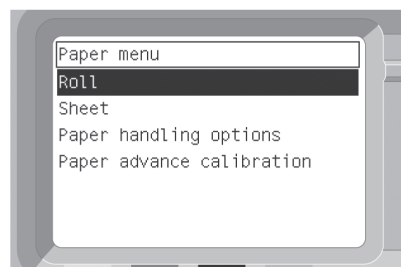 Paper menu
Roll
Sheet
Paper handling options
Paper advance calibration